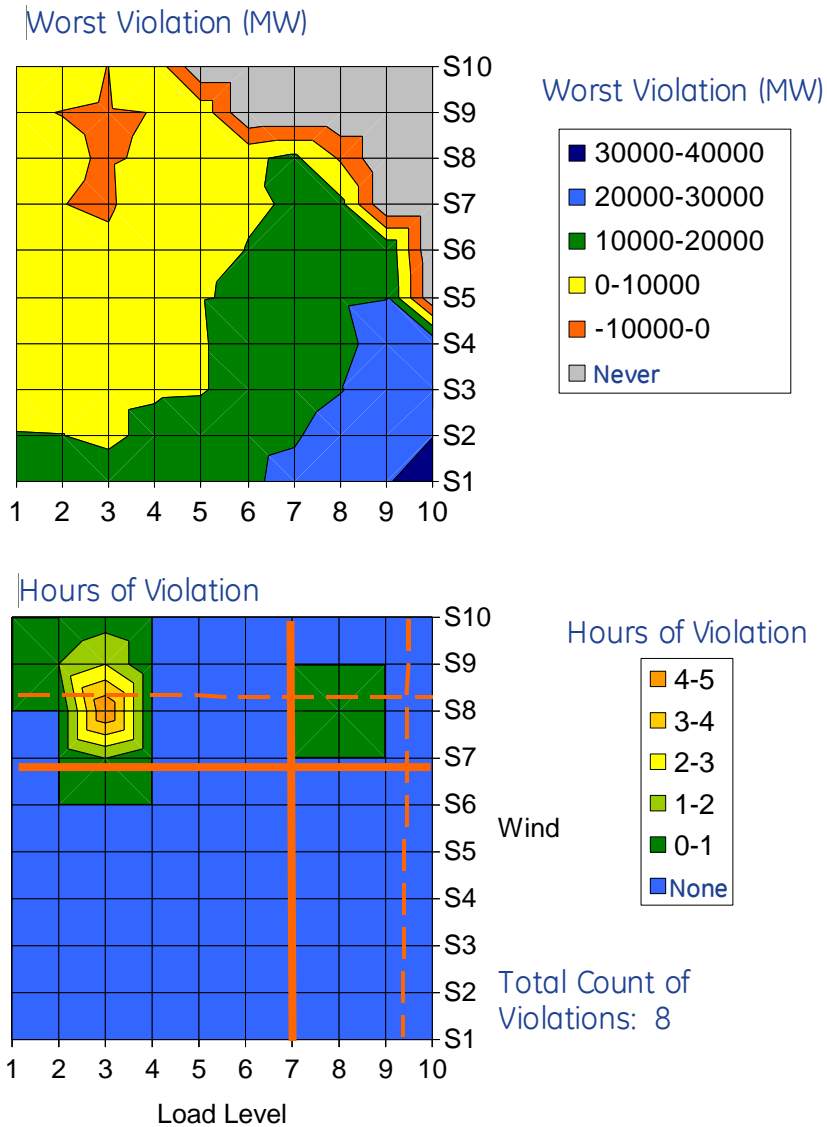 Worst Violation (MW)
S10
S9
S8
S7
S6
S5
S4
S3
S2
S1
1 2 3 4 5 6 7 8 9 10
Worst Violation (MW)
30000-40000
20000-30000
10000-20000
0-10000
-10000-0
Never
Hours of Violation
S10
S9
S8
S7
S6
S5
S4
S3
S2
S1
1 2 3 4 5 6 7 8 9 10
Load Level
Wind
Hours of Violation
4-5
3-4
2-3
1-2
0-1
None
Total Count of
Violations: 8